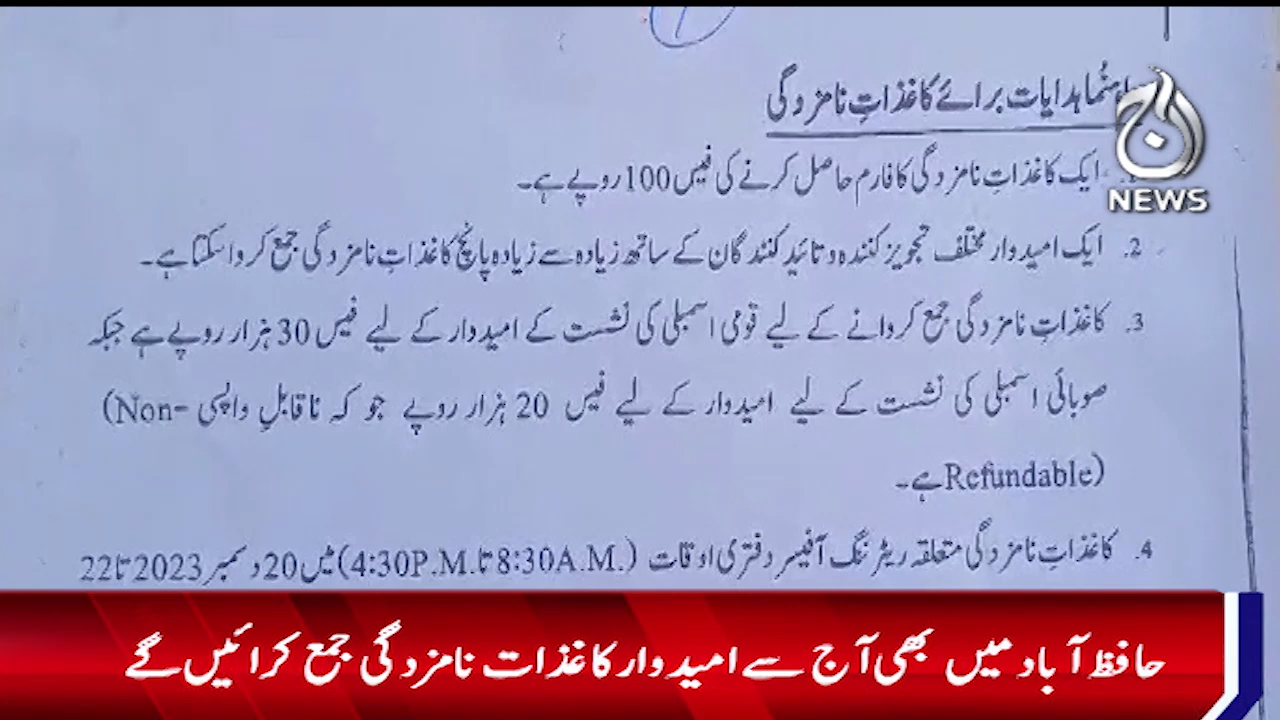 راہنما ہدایات برائے کاغذاتِ نامزدگی
آج
NEWS
ایک کاغذاتِ نامزدگی کا فارم حاصل کرنے کی فیس 100 روپے ہے۔
2. ایک امیدوار مختلف تجویز کنندہ و تائید کنندگان کے ساتھ زیادہ سے زیادہ پانچ کاغذاتِ نامزدگی جمع کروا سکتا ہے۔
3. کاغذاتِ نامزدگی جمع کروانے کے لیے قومی اسمبلی کی نشست کے امیدوار کے لیے فیس 30 ہزار روپے ہے جبکہ
صوبائی اسمبلی کی نشست کے لیے امیدوار کے لیے فیس 20 ہزار روپے جو کہ ناقابلِ واپسی (Non-
Refundable) ہے۔
4. کاغذاتِ نامزدگی متعلقہ ریٹرننگ آفیسر دفتری اوقات (8:30A.M. تا 4:30P.M.) میں 20 دسمبر 2023 تا 22
حافظ آباد میں بھی آج سے امیدوار کاغذات نامزدگی جمع کرائیں گے